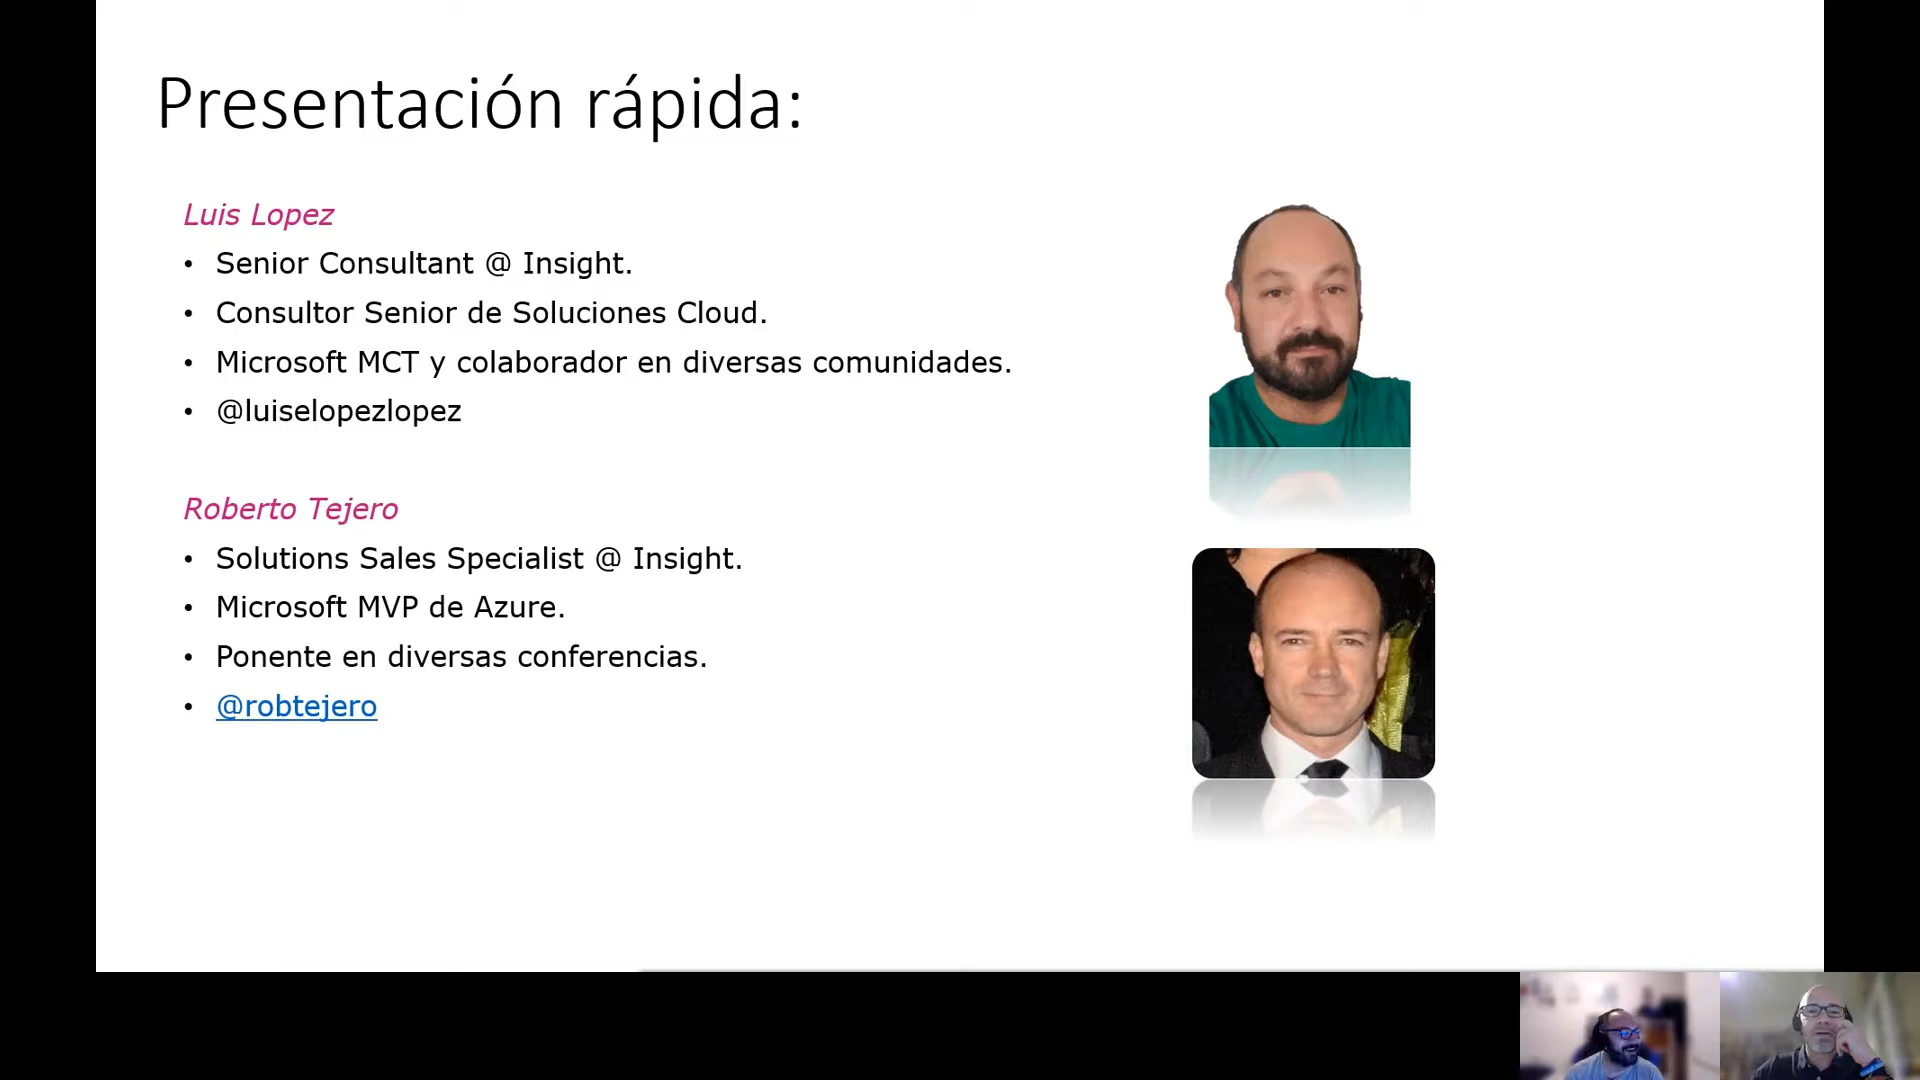 Presentación rápida:
Luis Lopez
• Senior Consultant @ Insight.
• Consultor Senior de Soluciones Cloud.
• Microsoft MCT y colaborador en diversas comunidades.
• @luiselopezlopez
Roberto Tejero
• Solutions Sales Specialist @ Insight.
• Microsoft MVP de Azure.
• Ponente en diversas conferencias.
• @robtejero